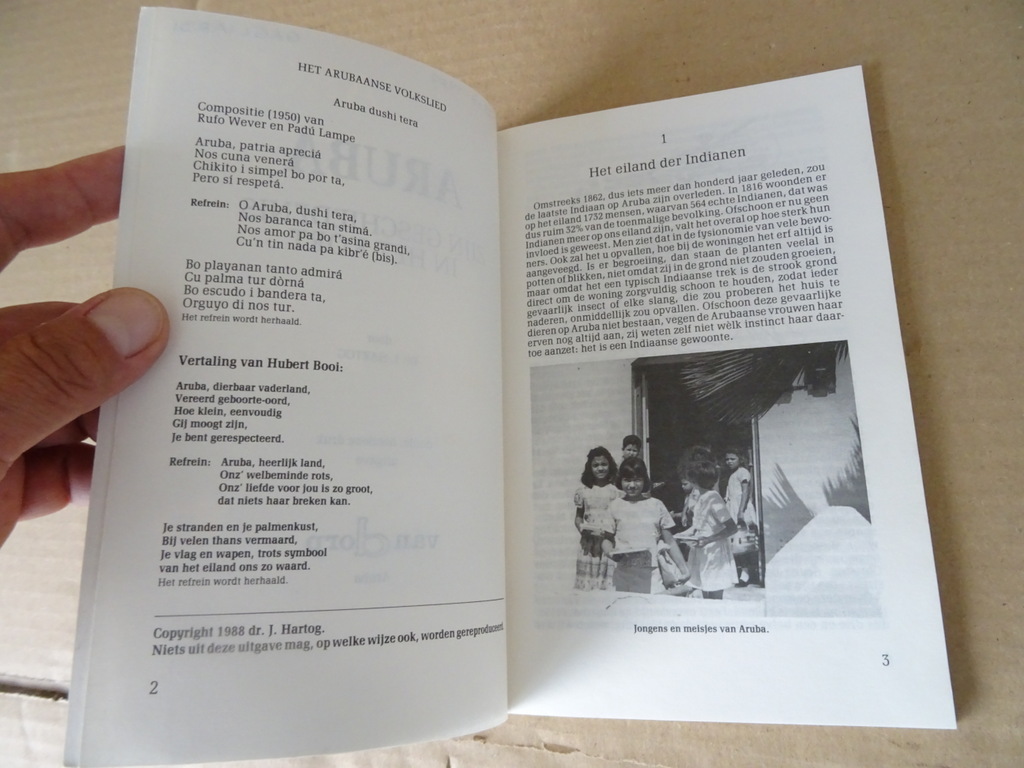 HET ARUBAANSE VOLKSLIED
Aruba dushi tera
Compositie (1950) van
Rufo Wever en Padú Lampe
Aruba, patria apreciá
Nos cuna venerá
Chikito i simpel bo por ta,
Pero si respetá.
Refrein: O Aruba, dushi tera,
Nos baranca tan stimá.
Nos amor pa bo t'asina grandi,
Cu'n tin nada pa kibr'é (bis).
Bo playanan tanto admirá
Cu palma tur dòrná
Bo escudo i bandera ta,
Orguyo di nos tur.
Het refrein wordt herhaald.
Vertaling van Hubert Booi:
Aruba, dierbaar vaderland,
Vereerd geboorte-oord,
Hoe klein, eenvoudig
Gij moogt zijn,
Je bent gerespecteerd.
Refrein: Aruba, heerlijk land,
Onz' welbeminde rots,
Onz' liefde voor jou is zo groot,
dat niets haar breken kan.
Je stranden en je palmenkust,
Bij velen thans vermaard,
Je vlag en wapen, trots symbool
van het eiland ons zo waard.
Het refrein wordt herhaald.
Copyright 1988 dr. J. Hartog.
Niets uit deze uitgave mag, op welke wijze ook, worden gereproduceerd
2
1
Het eiland der Indianen
Omstreeks 1862, dus iets meer dan honderd jaar geleden, zou
de laatste Indiaan op Aruba zijn overleden. In 1816 woonden er
op het eiland 1732 mensen, waarvan 564 echte Indianen, dat was
dus ruim 32% van de toenmalige bevolking. Ofschoon er nu geen
Indianen meer op ons eiland zijn, valt het overal op hoe sterk hun
invloed is geweest. Men ziet dat in de fysionomie van vele bewo-
ners. Ook zal het u opvallen, hoe bij de woningen het erf altijd is
aangeveegd. Is er begroeiing, dan staan de planten veelal in
potten of blikken, niet omdat zij in de grond niet zouden groeien,
maar omdat het een typisch Indiaanse trek is de strook grond
direct om de woning zorgvuldig schoon te houden, zodat ieder
gevaarlijk insect of elke slang, die zou proberen het huis te
naderen, onmiddellijk zou opvallen. Ofschoon deze gevaarlijke
dieren op Aruba niet bestaan, vegen de Arubaanse vrouwen haar
erven nog altijd aan, zij weten zelf niet wèlk instinct haar daar-
toe aanzet: het is een Indiaanse gewoonte.
Jongens en meisjes van Aruba.
3